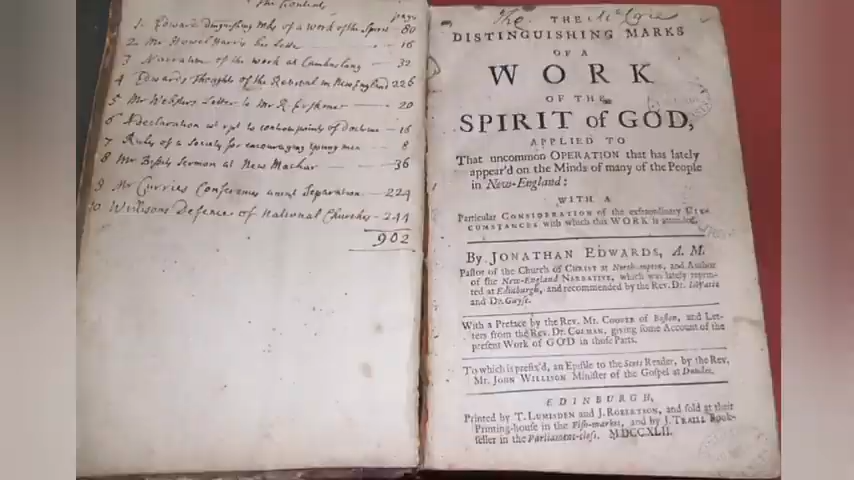 The Contents
page
1. Edwards Distinguishing Marks of a work of the Spirit 80
2. Mr Howel Harris his Letter 16
3 Narrative of the work at Cambuslang 32
4 Edwards Thoughts of the Revival in New England 226
5 Mr Websters Letter to Mr R. Erskine 20
6 A declaration wt rpt to controv points of doctrine 16
7 Rules of a Society for encouraging young men 8
8 Mr Sermon at New Machar 36
9 Mr Curries Conference anent Separation 224
10 Willisons Defence of National Churches - 244
902
THE
DISTINGUISHING MARKS
OF A
WORK
OF THE
SPIRIT of GOD,
APPLIED TO
That uncommon OPERATION that has lately
appear'd on the Minds of many of the People
in New-England:
WITH A
Particular CONSIDERATION of the extraordinary CIR-
CUMSTANCES with which this WORK is attended.
By JONATHAN EDWARDS, A. M.
Pastor of the Church of CHRIST at Northampton, and Author
of the New-England NARRATIVE, which was lately reprin-
ted at Edinburgh, and recommended by the Rev. Dr.
and Dr. Guyse.
With a Preface by the Rev. Mr. COOPER of Boston, and Let-
ters from the Rev. Dr. COLMAN, giving some Account of the
present Work of GOD in those Parts.
To which is prefix'd, an Epistle to the Scots Reader, by the Rev.
Mr. JOHN WILLISON Minister of the Gospel at Dundee.
EDINBURGH,
Printed by T. LUMISDEN and J. ROBERTSON, and sold at their
Printing-house in the Fish-market, and by J. TRAILL Book-
seller in the Parliament-closs. MDCCXLII.